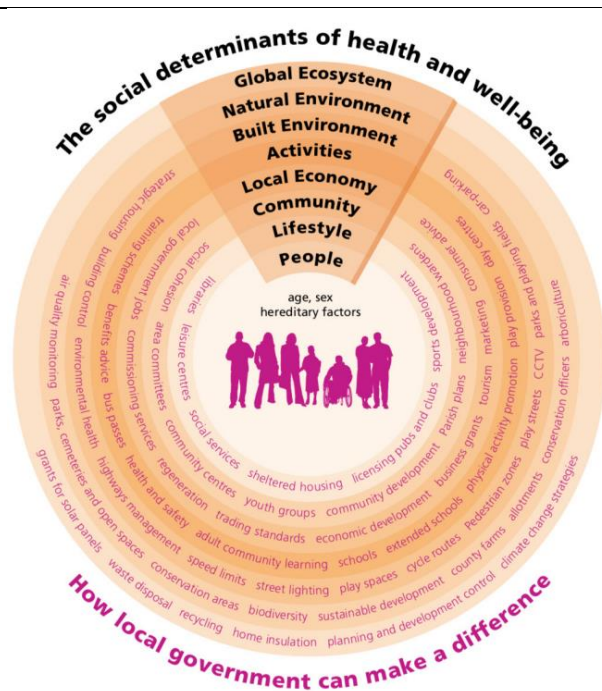 The social determinants of health and well-being
Global Ecosystem
Natural Environment
Built Environment
Activities
Local Economy
Community
Lifestyle
People
age, sex
hereditary factors
libraries leisure centres social services sheltered housing licensing pubs and clubs sports development
social cohesion area committees community centres youth groups community development Parish plans neighbourhood wardens
local government jobs commissioning services regeneration trading standards economic development business grants tourism marketing consumer advice
training schemes benefits advice bus passes health and safety adult community learning schools extended schools physical activity promotion play provision day centres
strategic housing building control environmental health highways management speed limits street lighting play spaces cycle routes Pedestrian zones play streets CCTV parks and playing fields car-parking
air quality monitoring parks, cemeteries and open spaces conservation areas biodiversity sustainable development county farms allotments conservation officers arboriculture
grants for solar panels waste disposal recycling home insulation planning and development control climate change strategies
How local government can make a difference